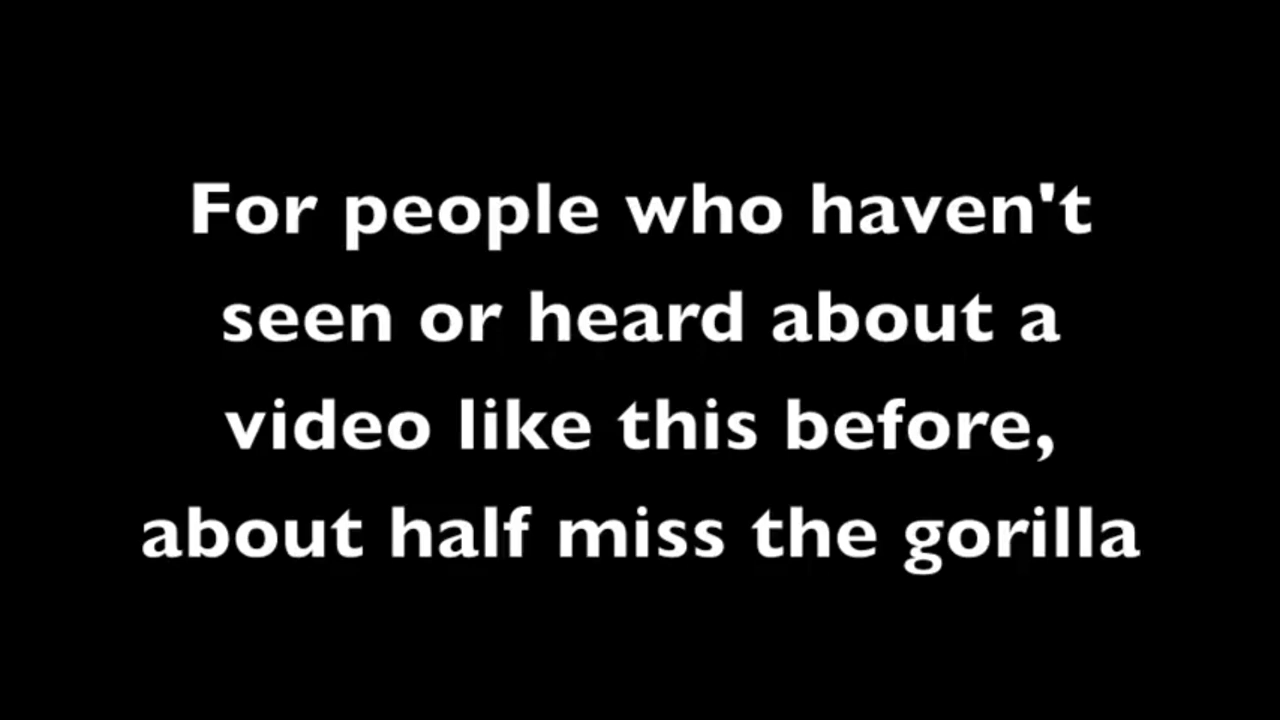 For people who haven't
seen or heard about a
video like this before,
about half miss the gorilla